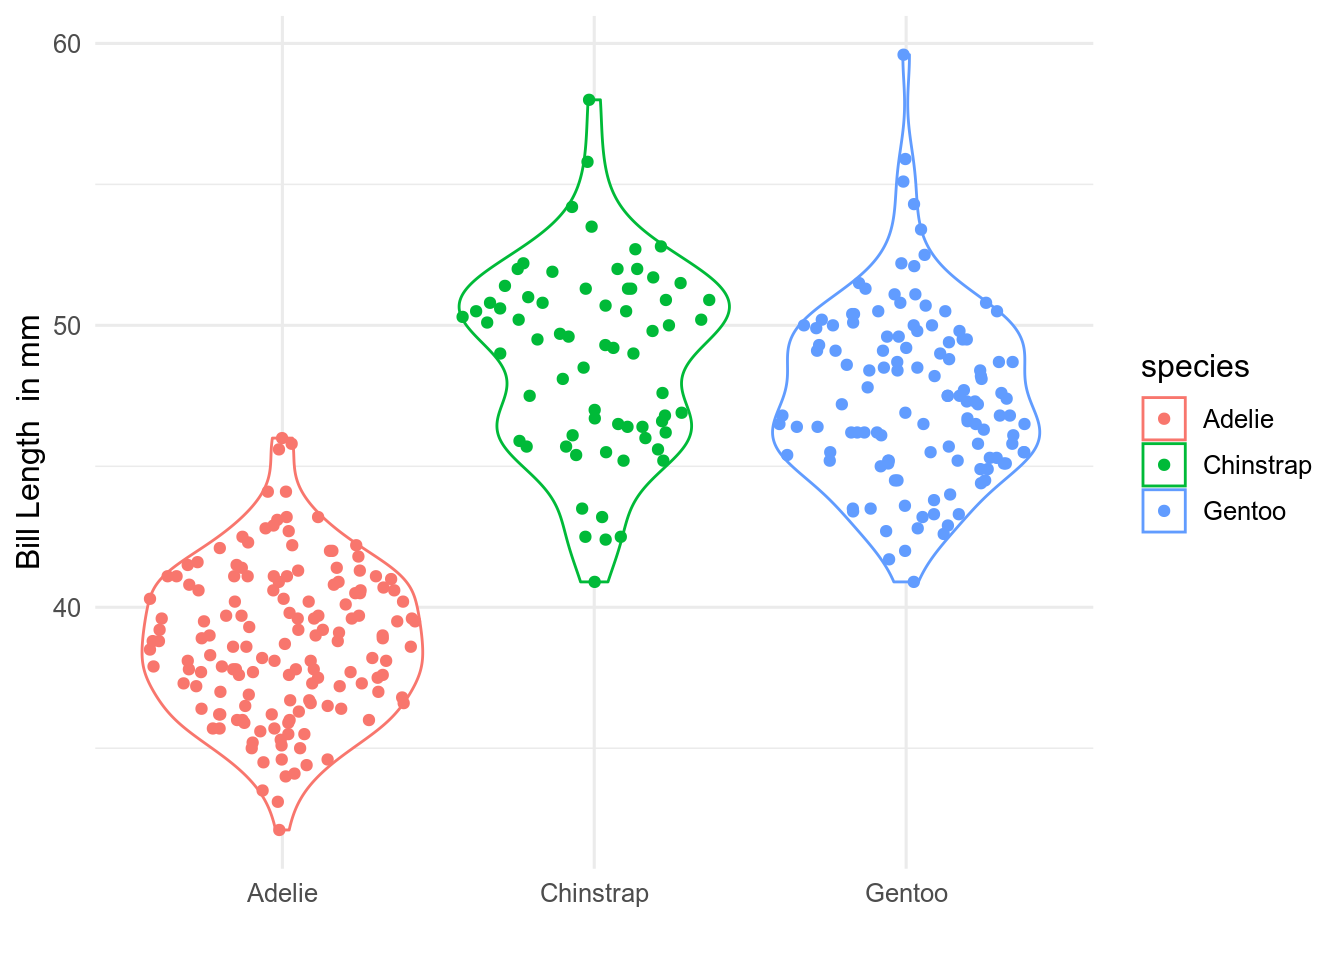 60
50
40
Bill Length  in mm
Adelie
Chinstrap
Gentoo
species
Adelie
Chinstrap
Gentoo